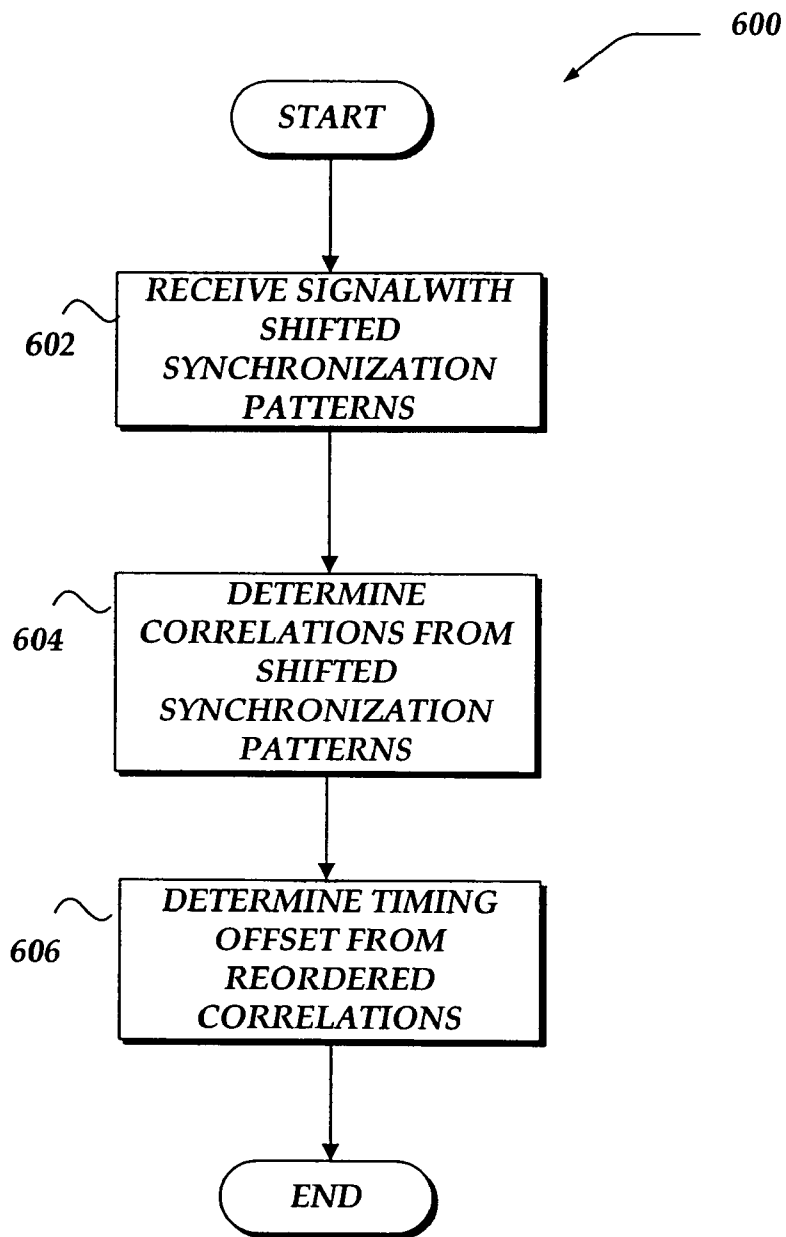 600
START
RECEIVE SIGNALWITH
SHIFTED
SYNCHRONIZATION
PATTERNS
602
DETERMINE
CORRELATIONS FROM
SHIFTED
SYNCHRONIZATION
PATTERNS
604
DETERMINE TIMING
OFFSET FROM
REORDERED
CORRELATIONS
606
END